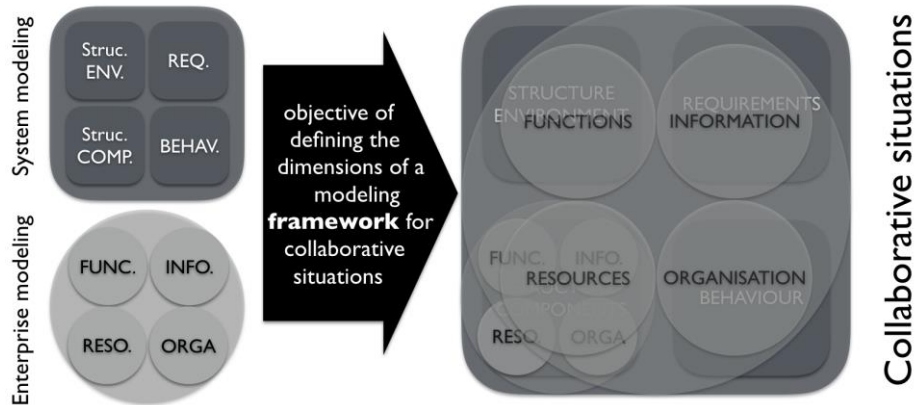 System modeling
Struc.
ENV.
REQ.
Struc.
COMP.
BEHAV.
Enterprise modeling
FUNC.
INFO.
RESO.
ORGA
objective of
defining the
dimensions of a
modeling
framework for
collaborative
situations
STRUCTURE
ENVIRONMENT
FUNCTIONS
REQUIREMENTS
INFORMATION
FUNC.
INFO.
RESOURCES
COMPONENTS
RESO.
ORGA
ORGANISATION
BEHAVIOUR
Collaborative situations